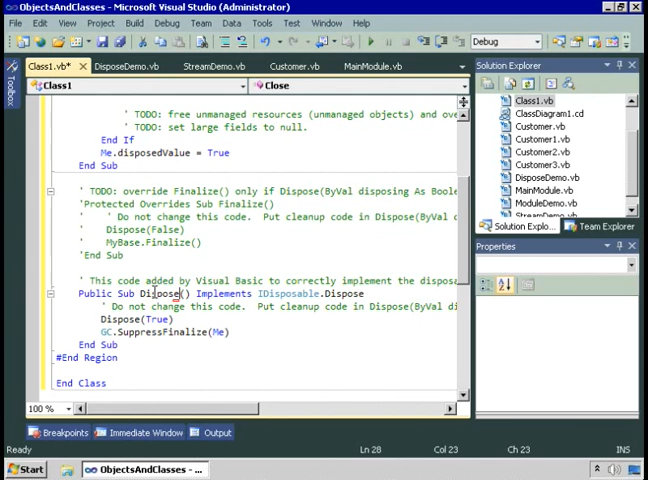 ObjectsAndClasses - Microsoft Visual Studio (Administrator)
File Edit View Project Build Debug Team Data Tools Test Window Help
Debug
Class1.vb* DisposeDemo.vb StreamDemo.vb Customer.vb MainModule.vb
Class1 Close
Toolbox
' TODO: free unmanaged resources (unmanaged objects) and ove
' TODO: set large fields to null.
End If
Me.disposedValue = True
End Sub
' TODO: override Finalize() only if Dispose(ByVal disposing As Boole
'Protected Overrides Sub Finalize()
' ' Do not change this code.  Put cleanup code in Dispose(ByVal d
' Dispose(False)
' MyBase.Finalize()
'End Sub
' This code added by Visual Basic to correctly implement the disposa
Public Sub Dispose() Implements IDisposable.Dispose
' Do not change this code.  Put cleanup code in Dispose(ByVal di
Dispose(True)
GC.SuppressFinalize(Me)
End Sub
#End Region
End Class
100 %
Solution Explorer
Class1.vb
ClassDiagram1.cd
Customer.vb
Customer1.vb
Customer2.vb
Customer3.vb
DisposeDemo.vb
MainModule.vb
ModuleDemo.vb
StreamDemo.vb
Solution Explo... Team Explorer
Properties
Breakpoints Immediate Window Output
Ready Ln 28 Col 23 Ch 23 INS
Start ObjectsAndClasses - ...